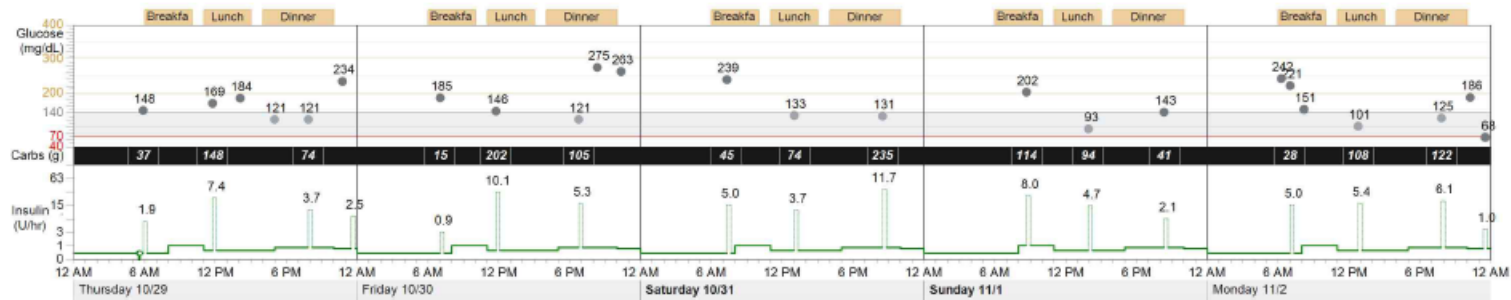 Breakfa Lunch Dinner Breakfa Lunch Dinner Breakfa Lunch Dinner Breakfa Lunch Dinner Breakfa Lunch Dinner
400
Glucose
(mg/dL)
300
200
140
70
40
148 169 184 121 121 234 185 146 121 275 263 239 133 131 202 93 143 242 221 151 101 125 186 68
Carbs (g) 37 148 74 15 202 105 45 74 235 114 94 41 28 108 122
63
15
Insulin
(U/hr)
3
1
0
1.9 7.4 3.7 2.5 0.9 10.1 5.3 5.0 3.7 11.7 8.0 4.7 2.1 5.0 5.4 6.1 1.0
12 AM 6 AM 12 PM 6 PM 12 AM 6 AM 12 PM 6 PM 12 AM 6 AM 12 PM 6 PM 12 AM 6 AM 12 PM 6 PM 12 AM 6 AM 12 PM 6 PM 12 AM
Thursday 10/29 Friday 10/30 Saturday 10/31 Sunday 11/1 Monday 11/2